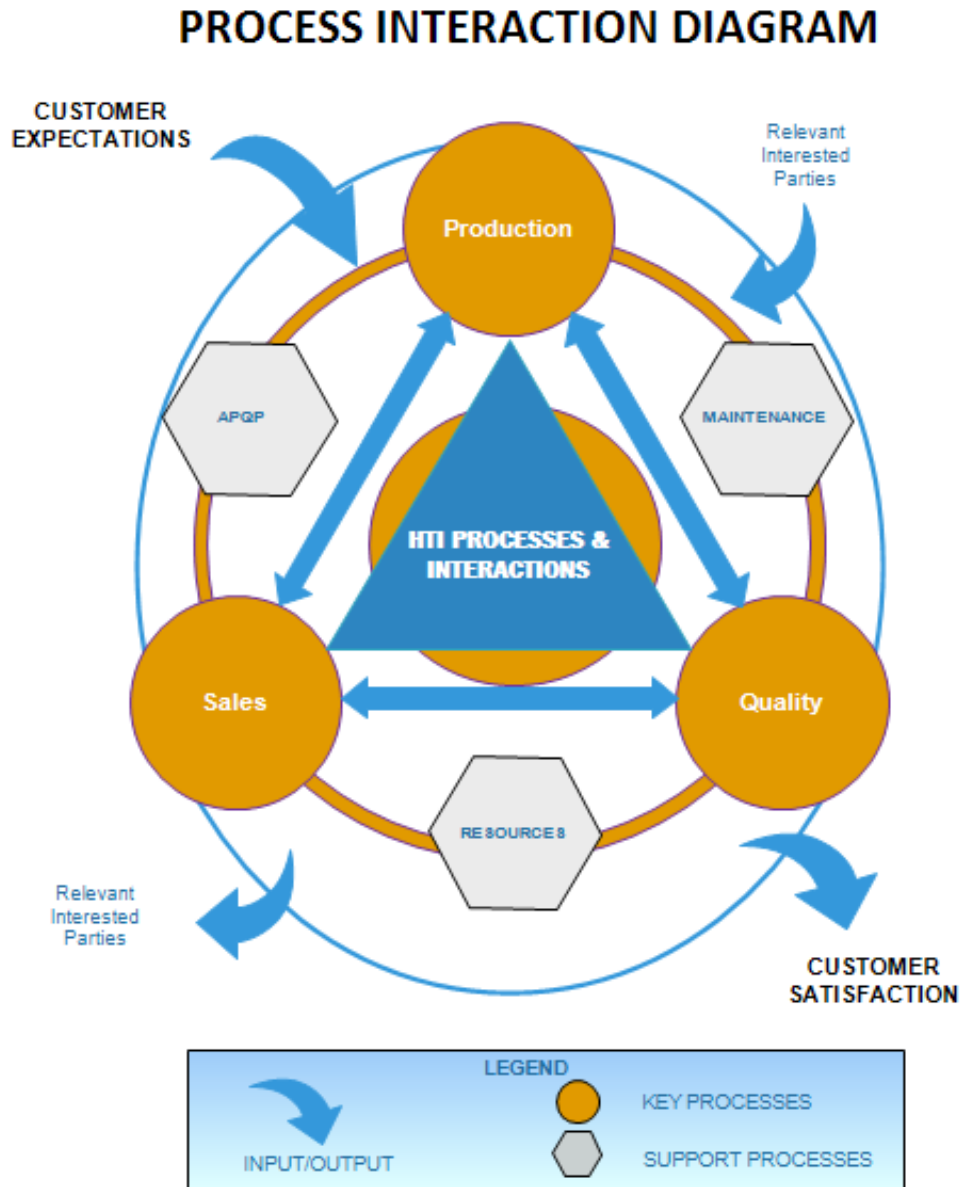 PROCESS INTERACTION DIAGRAM
CUSTOMER
EXPECTATIONS
Relevant
Interested
Parties
Production
APQP
MAINTENANCE
HTI PROCESSES &
INTERACTIONS
Sales
Quality
RESOURCES
Relevant
Interested
Parties
CUSTOMER
SATISFACTION
LEGEND
KEY PROCESSES
INPUT/OUTPUT
SUPPORT PROCESSES